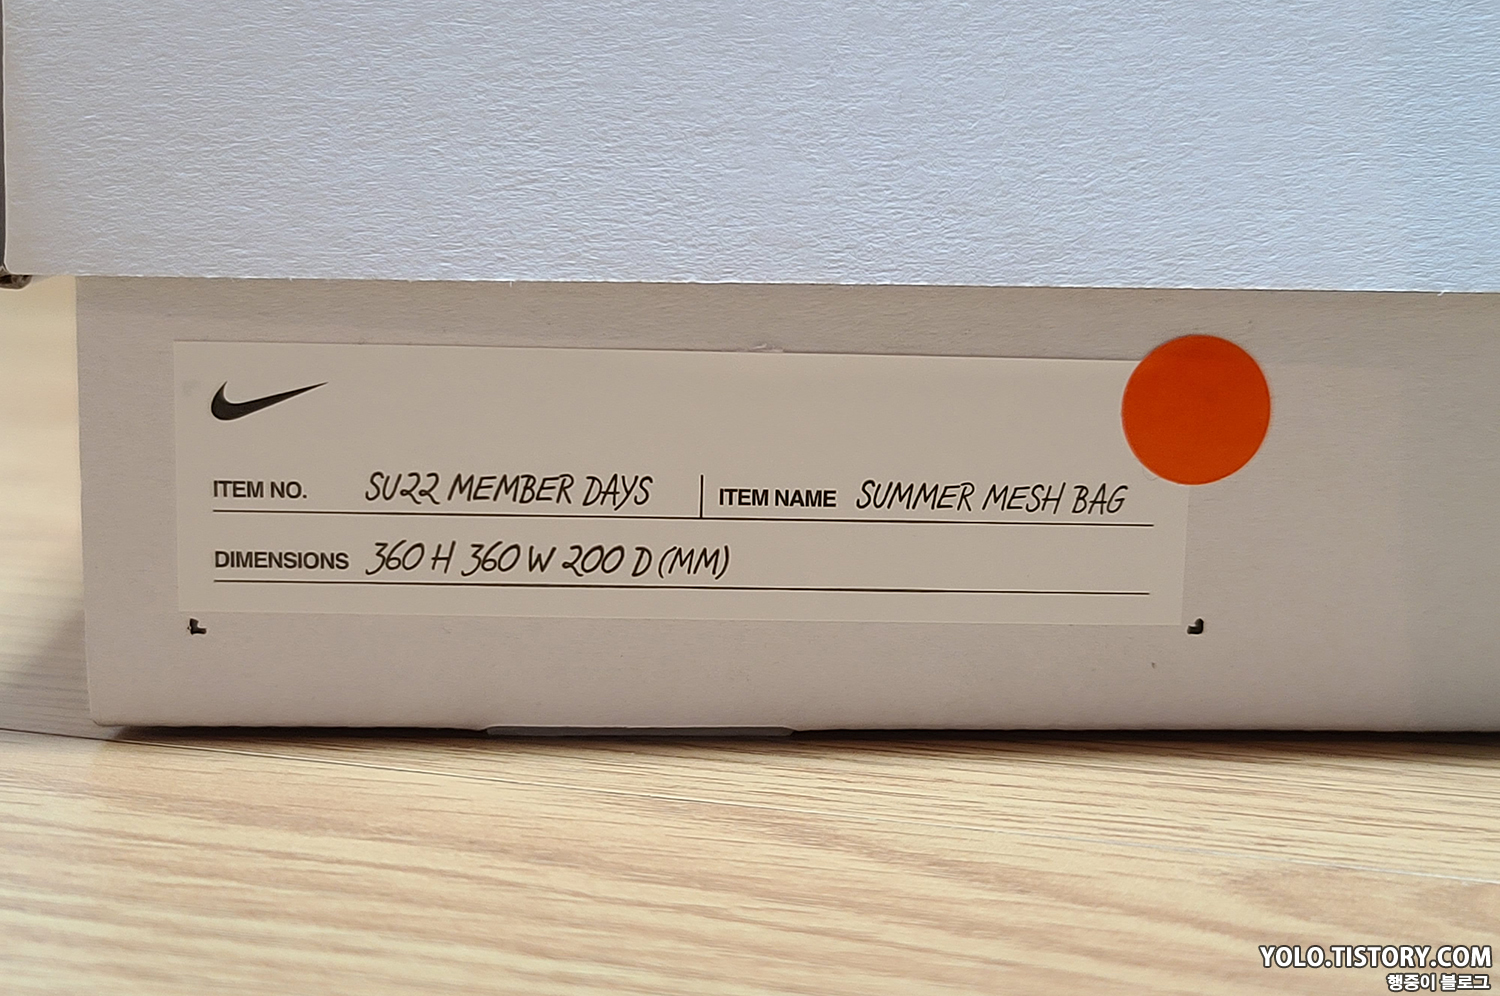 ITEM NO. SU22 MEMBER DAYS ITEM NAME SUMMER MESH BAG
DIMENSIONS 360 H 360 W 200 D (MM)
YOLO.TISTORY.COM
행중이 블로그